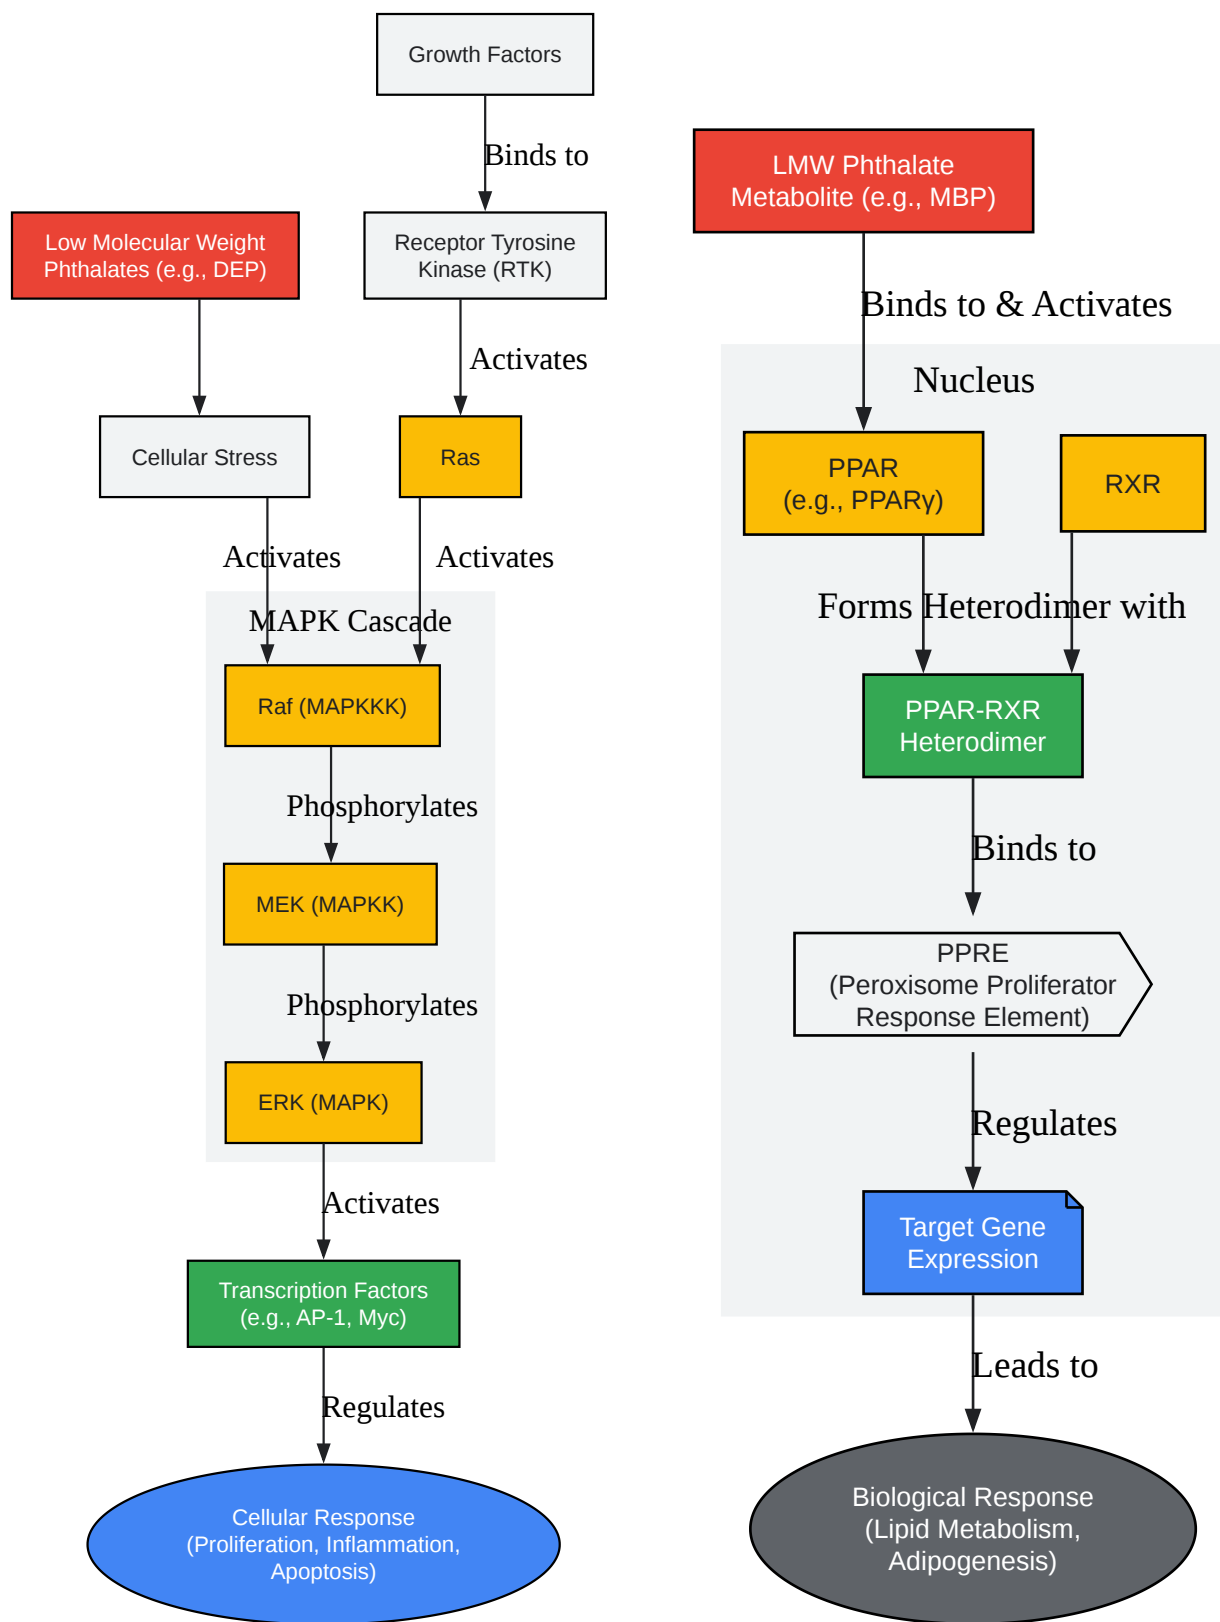 Growth Factors
Binds to
Low Molecular Weight
Phthalates (e.g., DEP)
Receptor Tyrosine
Kinase (RTK)
Activates
Cellular Stress
Ras
Activates
Activates
MAPK Cascade
Raf (MAPKKK)
Phosphorylates
MEK (MAPKK)
Phosphorylates
ERK (MAPK)
Activates
Transcription Factors
(e.g., AP-1, Myc)
Regulates
Cellular Response
(Proliferation, Inflammation,
Apoptosis)
LMW Phthalate
Metabolite (e.g., MBP)
Binds to & Activates
Nucleus
PPAR
(e.g., PPARγ)
RXR
Forms Heterodimer with
PPAR-RXR
Heterodimer
Binds to
PPRE
(Peroxisome Proliferator
Response Element)
Regulates
Target Gene
Expression
Leads to
Biological Response
(Lipid Metabolism,
Adipogenesis)